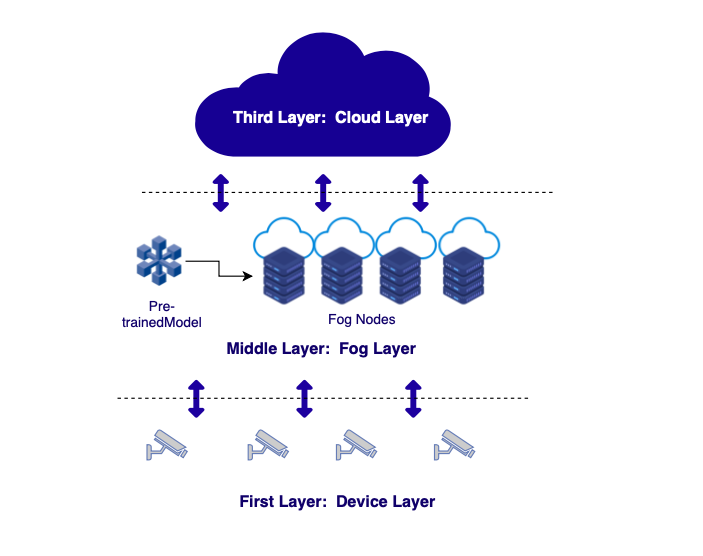 Third Layer:  Cloud Layer
Pre-
trainedModel
Fog Nodes
Middle Layer:  Fog Layer
First Layer:  Device Layer